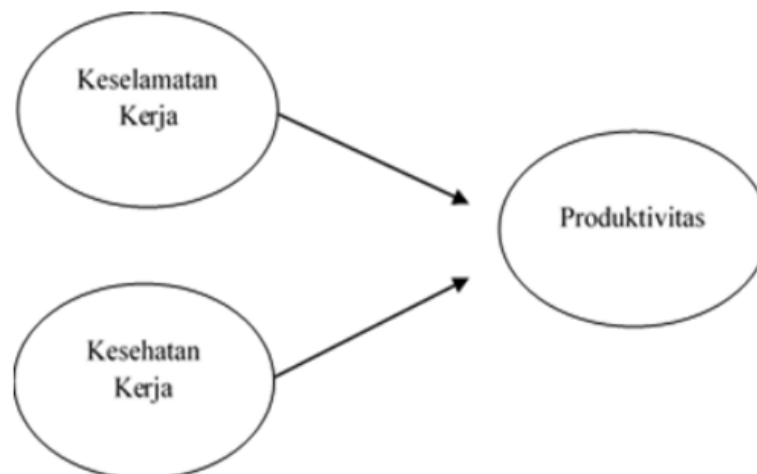 Keselamatan
Kerja
Produktivitas
Kesehatan
Kerja